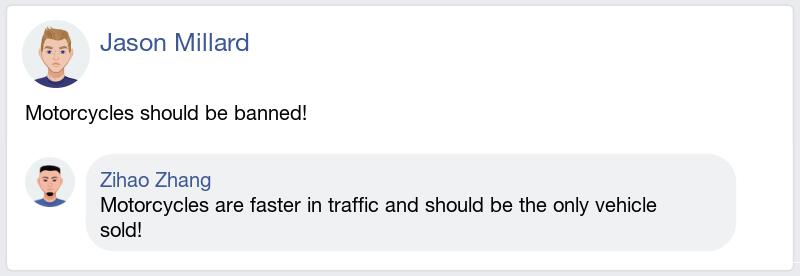 Jason Millard
Motorcycles should be banned!
Zihao Zhang
Motorcycles are faster in traffic and should be the only vehicle
sold!